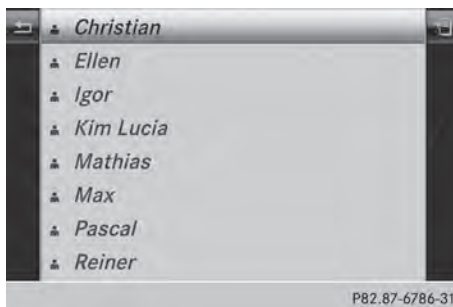 Christian
Ellen
Igor
Kim Lucia
Mathias
Max
Pascal
Reiner
P82.87-6786-31